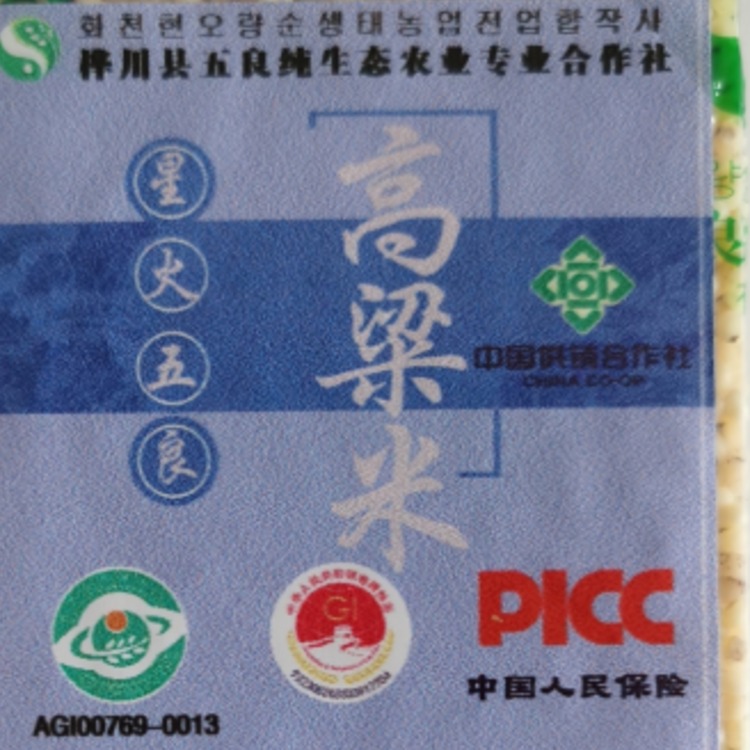 화천현오량순생태농업전업합작사
桦川县五良纯生态农业专业合作社
星火五良
高粱米
中国供销合作社
CHINA CO-OP
GI
PICC
中国人民保险
AGI00769-0013